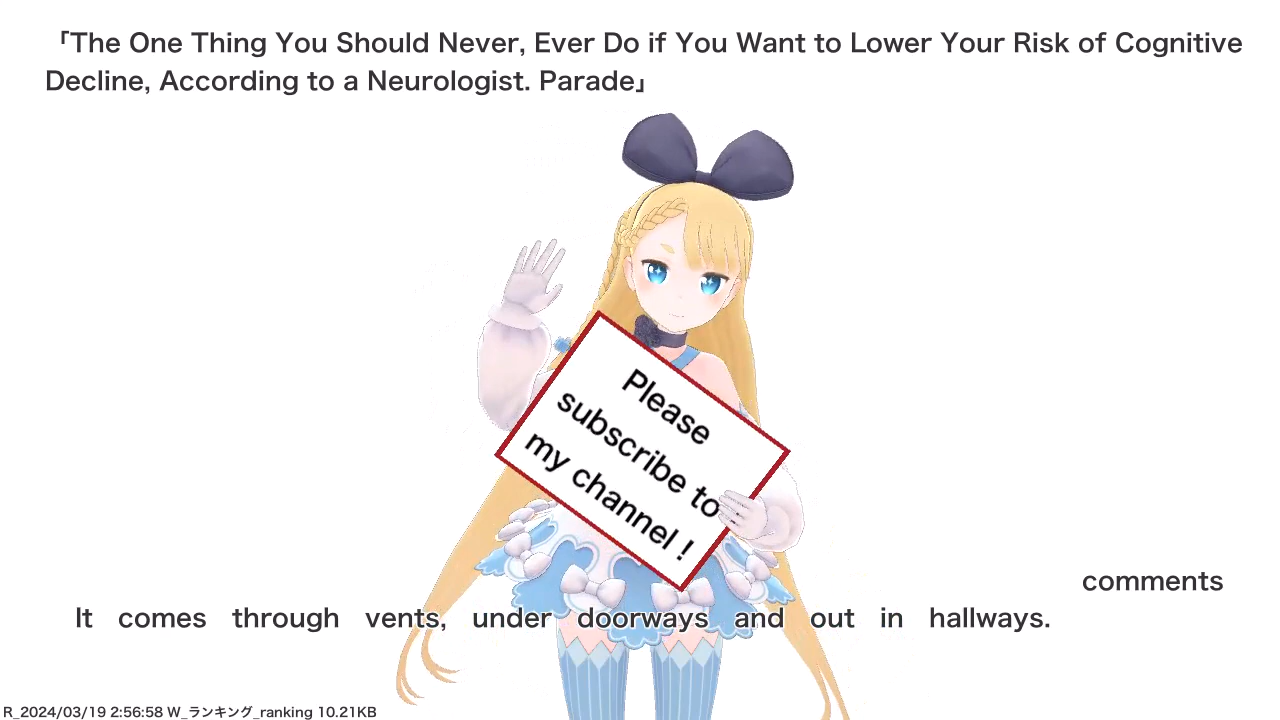 「The One Thing You Should Never, Ever Do if You Want to Lower Your Risk of Cognitive
Decline, According to a Neurologist. Parade」
Please
subscribe to
my channel !
comments
It comes through vents, under doorways and out in hallways.
R_2024/03/19 2:56:58 W_ランキング_ranking 10.21KB